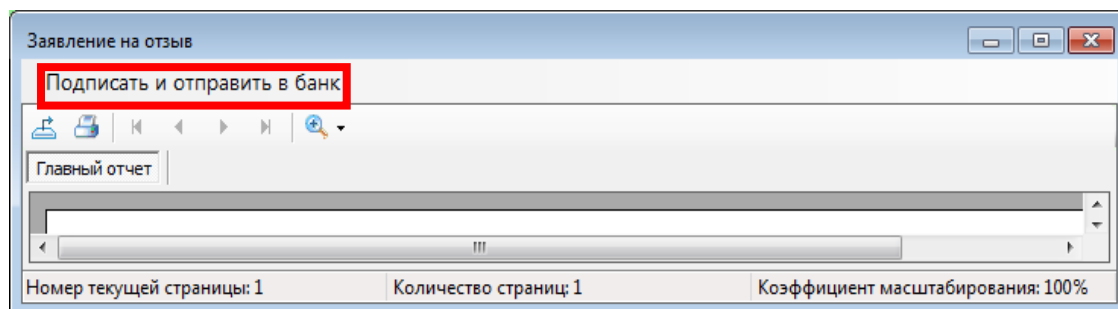 Заявление на отзыв
Подписать и отправить в банк
Главный отчет
Номер текущей страницы: 1 Количество страниц: 1 Коэффициент масштабирования: 100%